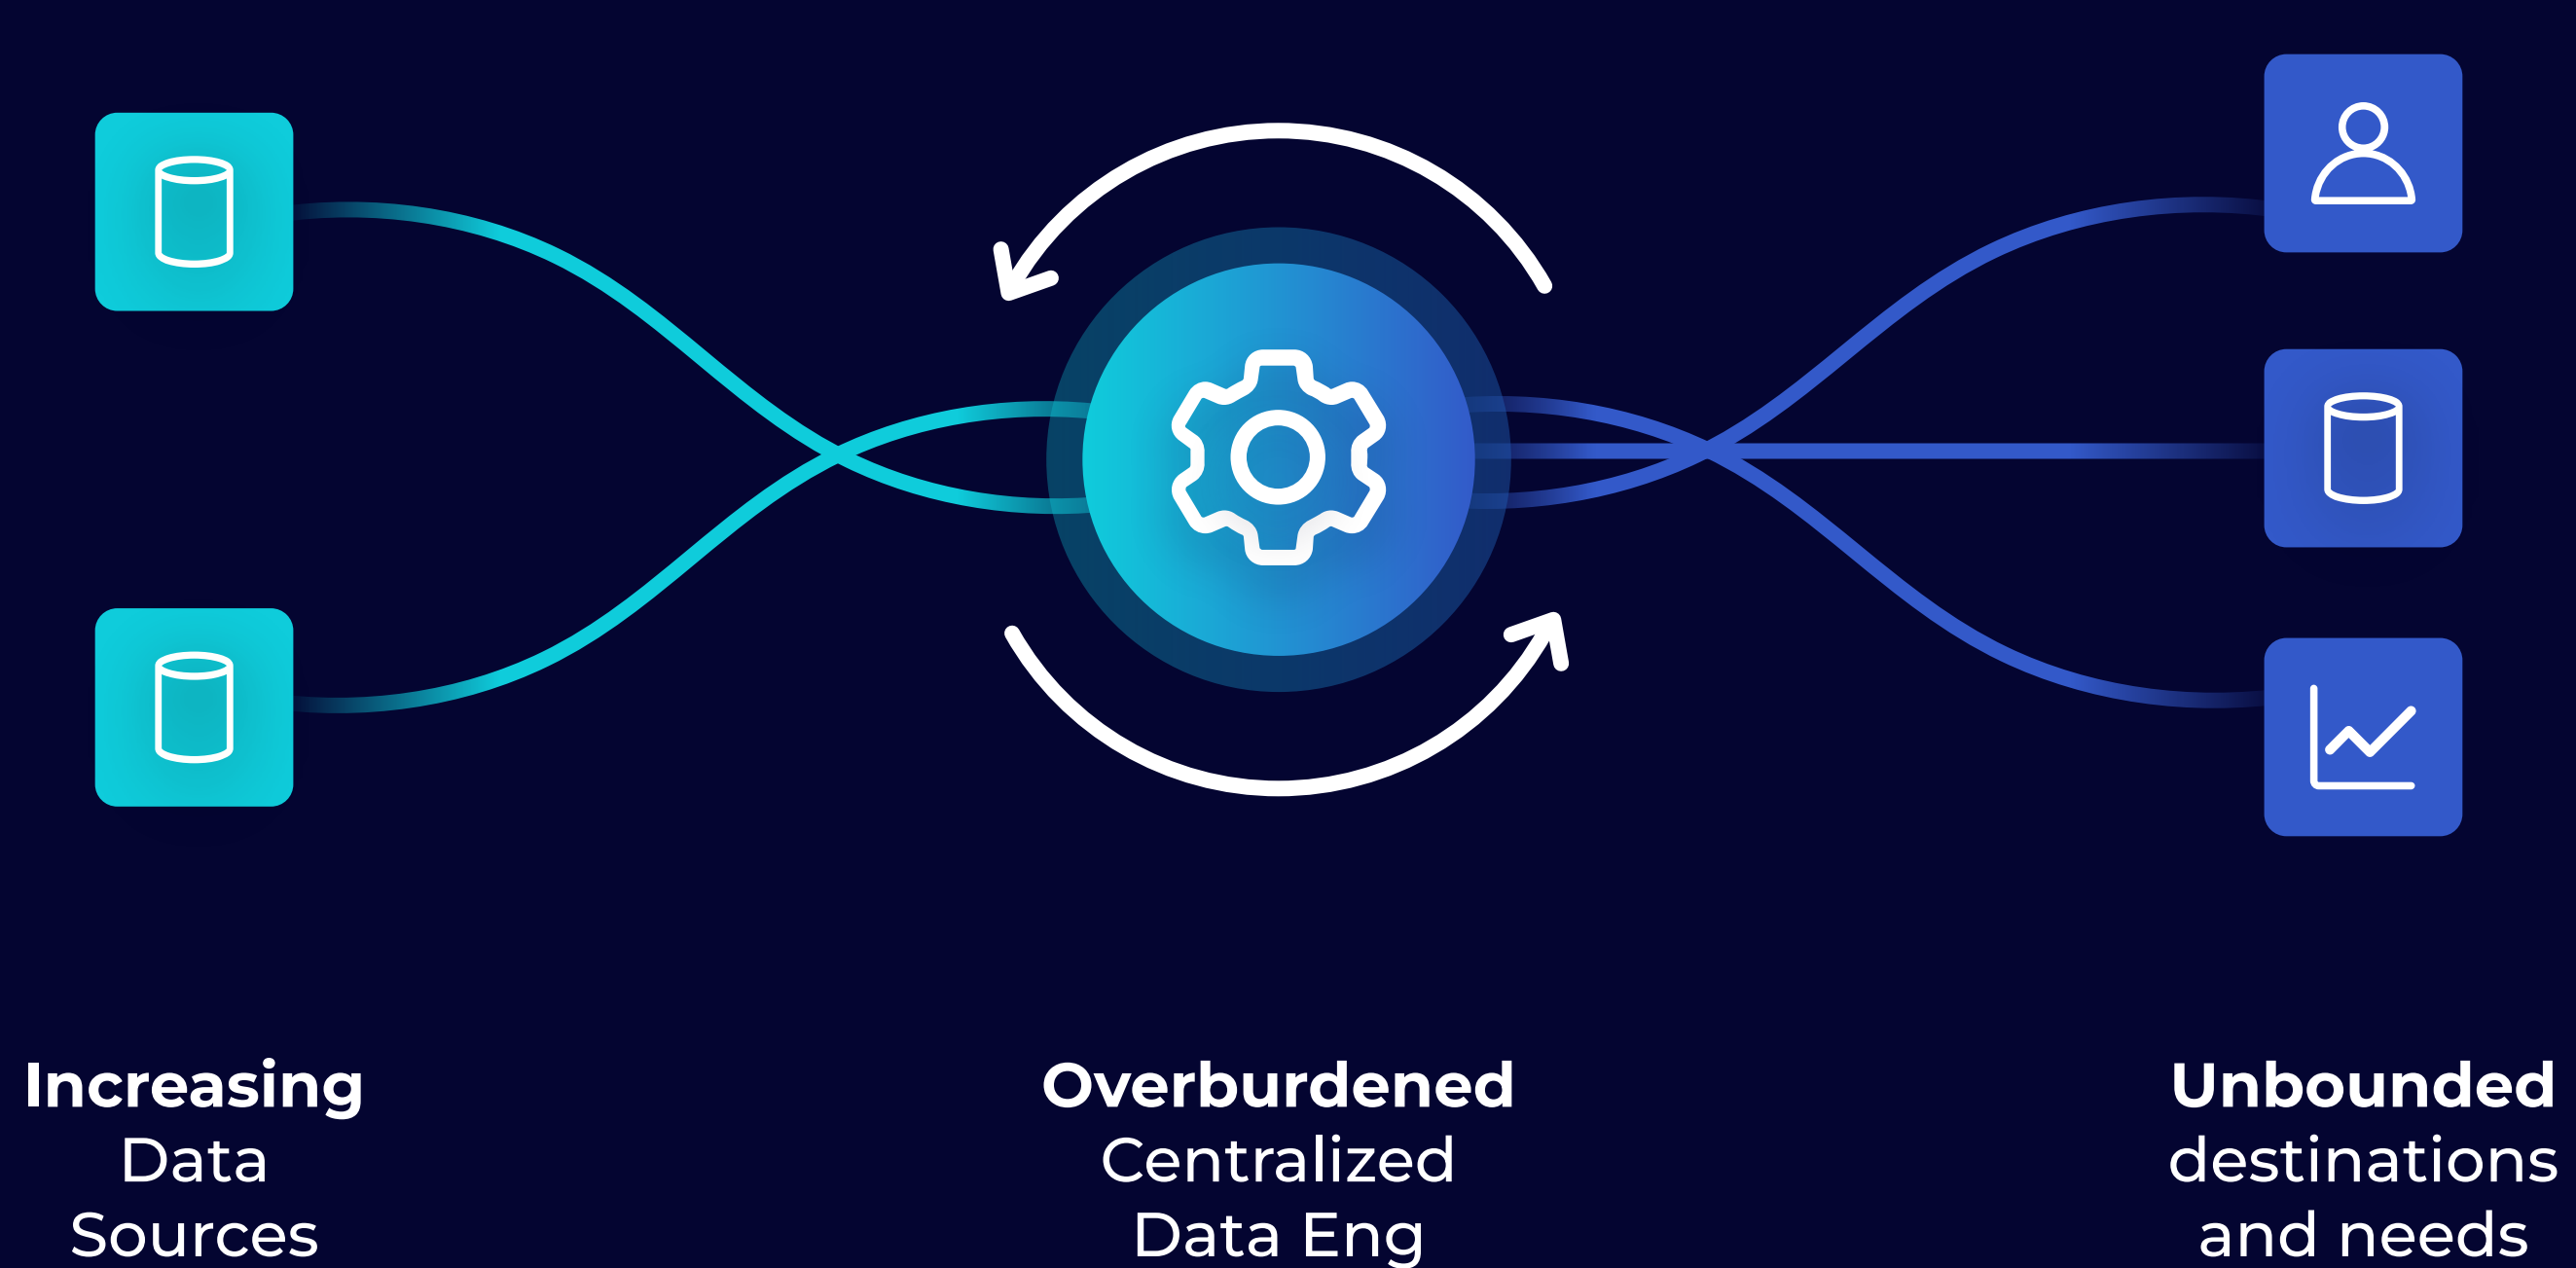 Increasing
Data
Sources
Overburdened
Centralized
Data Eng
Unbounded
destinations
and needs